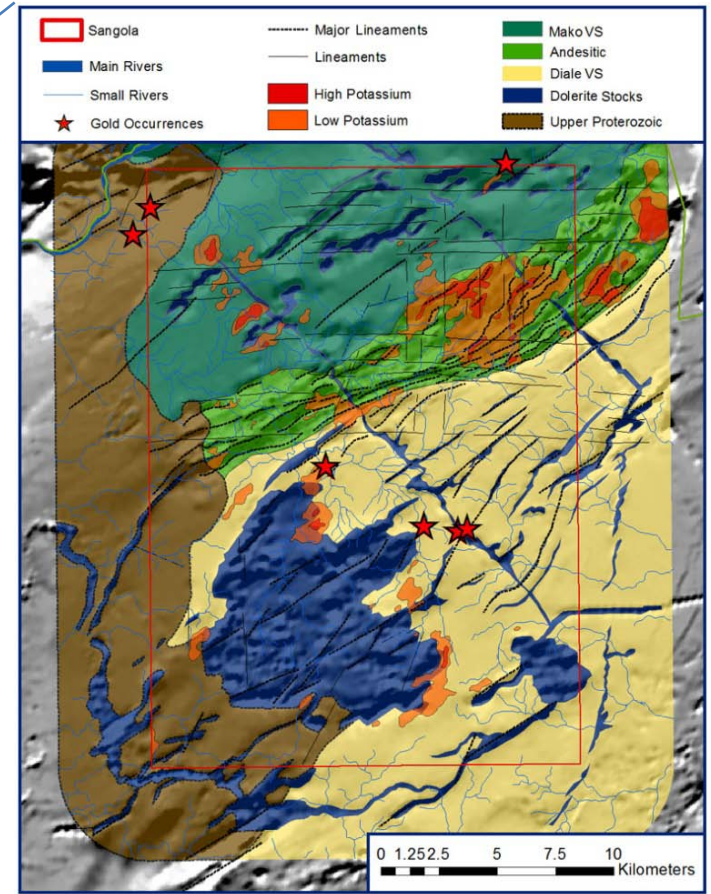 Sangola
Main Rivers
Small Rivers
Gold Occurrences
Major Lineaments
Lineaments
High Potassium
Low Potassium
Mako VS
Andesitic
Diale VS
Dolerite Stocks
Upper Proterozoic
0 1.25 2.5 5 7.5 10
Kilometers